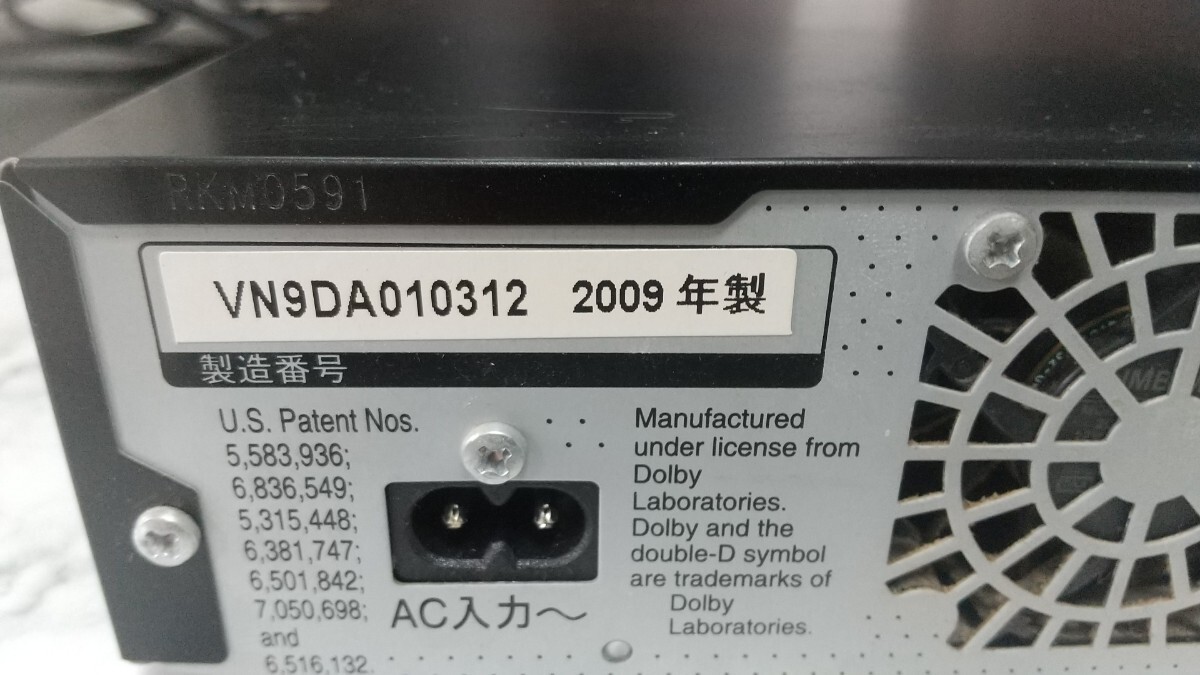 RKM0591
VN9DA010312 2009 年製
製造番号
U.S. Patent Nos.
5,583,936;
6,836,549;
5,315,448;
6,381,747;
6,501,842;
7,050,698;
and
6,516,132.
AC入力～
Manufactured
under license from
Dolby
Laboratories.
Dolby and the
double-D symbol
are trademarks of
Dolby
Laboratories.